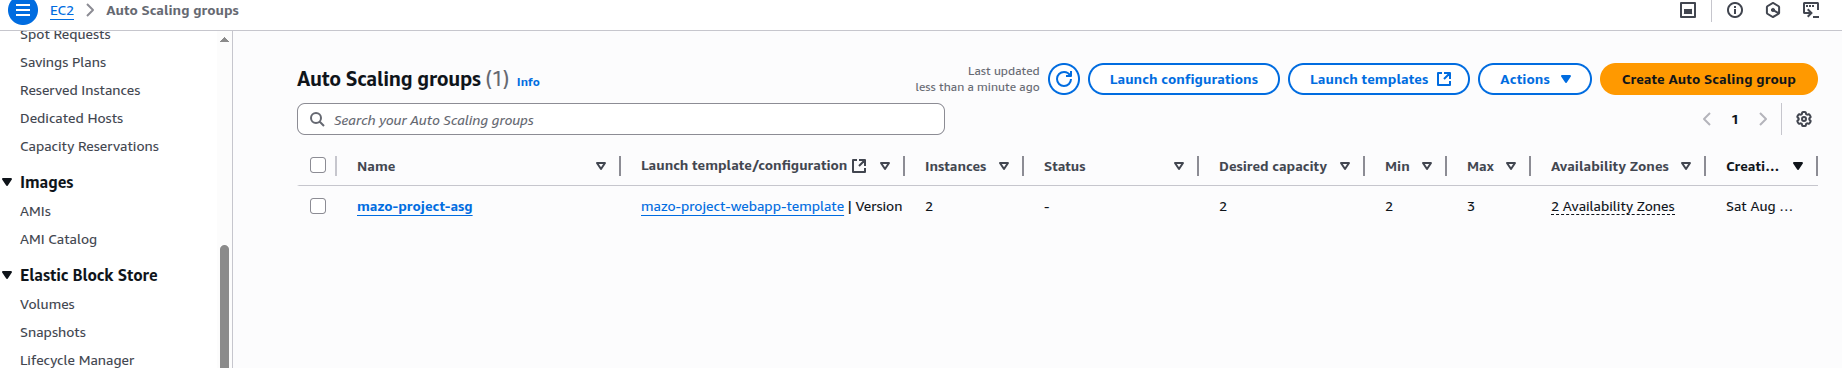 EC2 > Auto Scaling groups
Spot Requests
Savings Plans
Reserved Instances
Dedicated Hosts
Capacity Reservations
Images
AMIs
AMI Catalog
Elastic Block Store
Volumes
Snapshots
Lifecycle Manager
Auto Scaling groups (1) Info
Last updated
less than a minute ago
Launch configurations
Launch templates
Actions
Create Auto Scaling group
Search your Auto Scaling groups
1
Name Launch template/configuration Instances Status Desired capacity Min Max Availability Zones Creati...
mazo-project-asg mazo-project-webapp-template | Version 2 - 2 2 3 2 Availability Zones Sat Aug ...